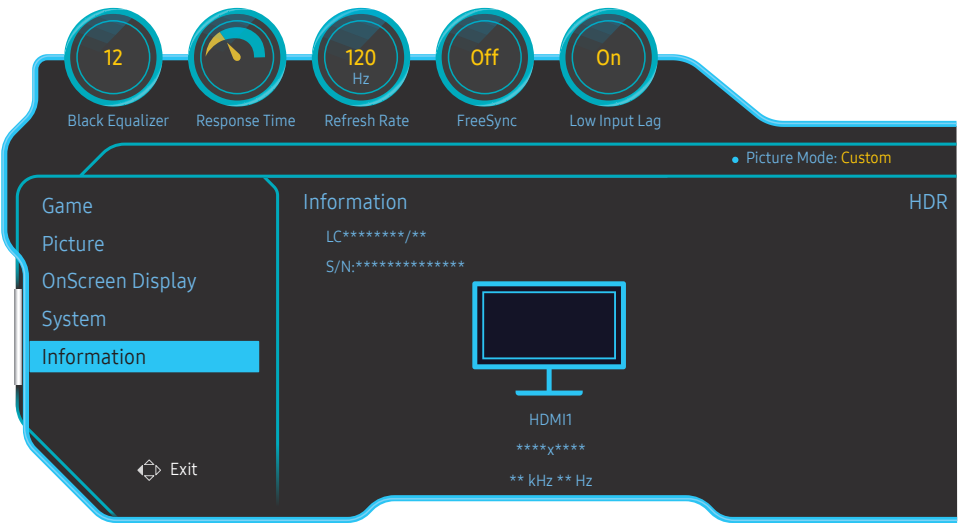 12
120
Hz
Off
On
Black Equalizer
Response Time
Refresh Rate
FreeSync
Low Input Lag
Picture Mode: Custom
Game
Picture
OnScreen Display
System
Information
Exit
Information
HDR
LC********/**
S/N:**************
HDMI1
****x****
** kHz ** Hz